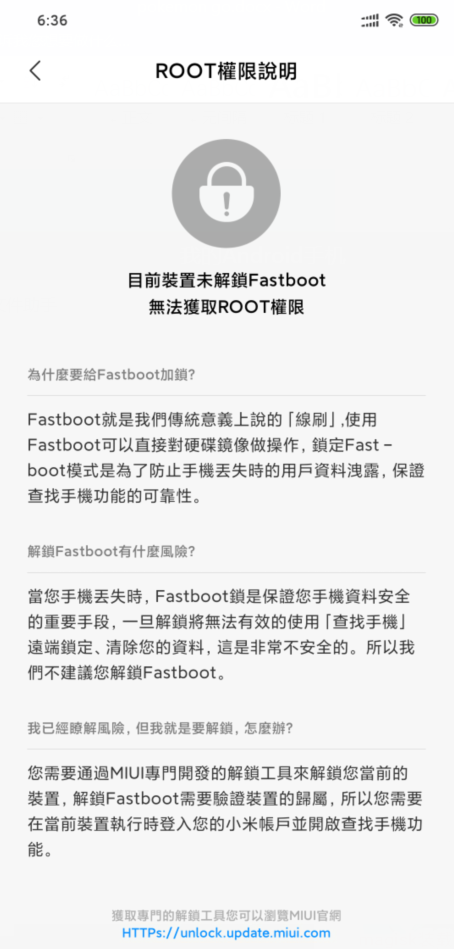 6:36
100
ROOT權限說明
目前裝置未解鎖Fastboot
無法獲取ROOT權限
為什麼要給Fastboot加鎖?
Fastboot就是我們傳統意義上說的「線刷」,使用
Fastboot可以直接對硬碟鏡像做操作，鎖定Fast-
boot模式是為了防止手機丟失時的用戶資料洩露，保證
查找手機功能的可靠性。
解鎖Fastboot有什麼風險?
當您手機丟失時，Fastboot鎖是保證您手機資料安全
的重要手段，一旦解鎖將無法有效的使用「查找手機」
遠端鎖定、清除您的資料，這是非常不安全的。所以我
們不建議您解鎖Fastboot。
我已經瞭解風險，但我就是要解鎖，怎麼辦?
您需要通過MIUI專門開發的解鎖工具來解鎖您當前的
裝置，解鎖Fastboot需要驗證裝置的歸屬，所以您需要
在當前裝置執行時登入您的小米帳戶並開啟查找手機功
能。
獲取專門的解鎖工具您可以瀏覽MIUI官網
HTTPs://unlock.update.miui.com